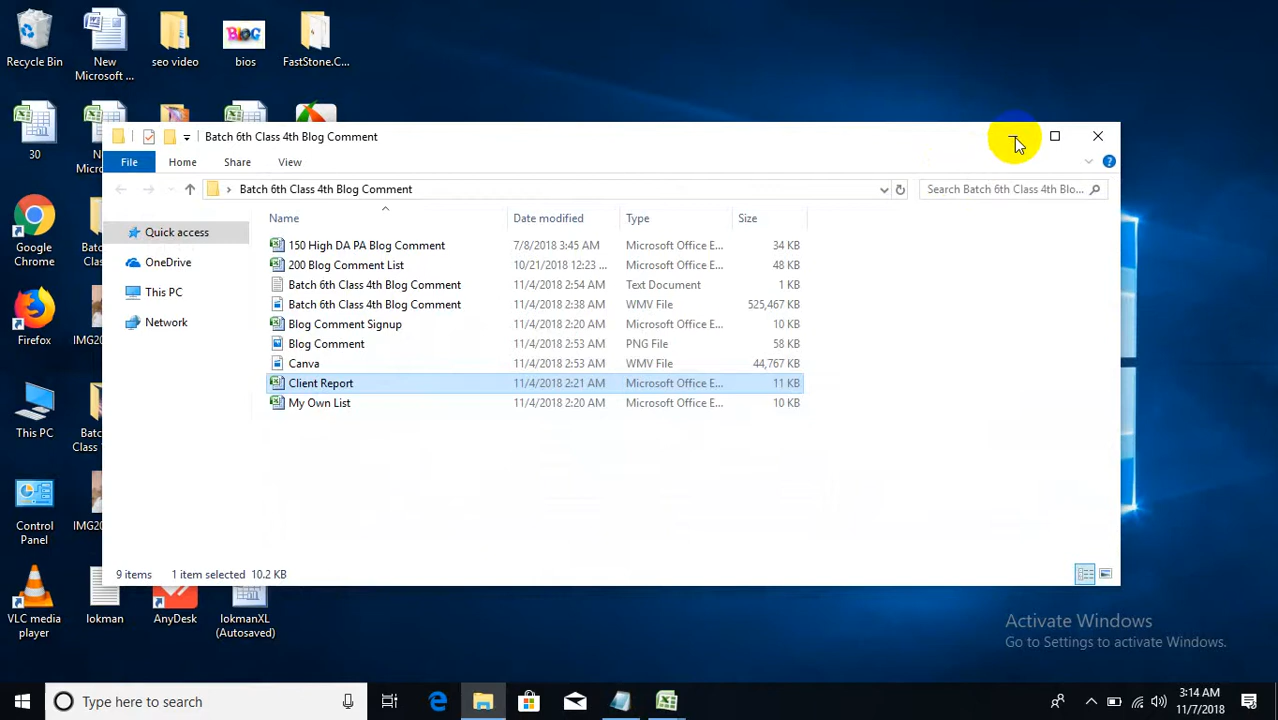 Recycle Bin
New
Microsoft ...
seo video
BLOG
bios
FastStone.C...
30
Google
Chrome
Firefox
This PC
Control
Panel
VLC media
player
lokman
AnyDesk
lokmanXL
(Autosaved)
Batch 6th Class 4th Blog Comment
File
Home
Share
View
Batch 6th Class 4th Blog Comment
Search Batch 6th Class 4th Blo...
Quick access
OneDrive
This PC
Network
Name Date modified Type Size
150 High DA PA Blog Comment 7/8/2018 3:45 AM Microsoft Office E... 34 KB
200 Blog Comment List 10/21/2018 12:23 ... Microsoft Office E... 48 KB
Batch 6th Class 4th Blog Comment 11/4/2018 2:54 AM Text Document 1 KB
Batch 6th Class 4th Blog Comment 11/4/2018 2:38 AM WMV File 525,467 KB
Blog Comment Signup 11/4/2018 2:20 AM Microsoft Office E... 10 KB
Blog Comment 11/4/2018 2:53 AM PNG File 58 KB
Canva 11/4/2018 2:53 AM WMV File 44,767 KB
Client Report 11/4/2018 2:21 AM Microsoft Office E... 11 KB
My Own List 11/4/2018 2:20 AM Microsoft Office E... 10 KB
9 items 1 item selected 10.2 KB
Activate Windows
Go to Settings to activate Windows.
Type here to search
3:14 AM
11/7/2018